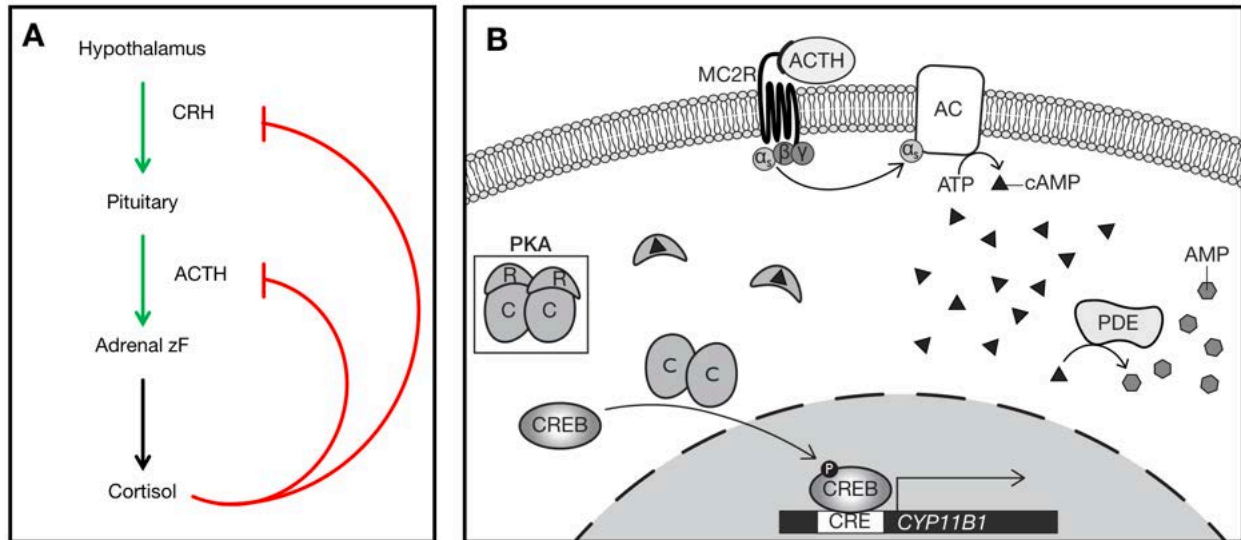 A
Hypothalamus
CRH
Pituitary
ACTH
Adrenal zF
Cortisol
B
MC2R
ACTH
AC
αs
β
γ
αs
ATP
cAMP
PKA
R
R
C
C
AMP
PDE
C
C
CREB
P
CREB
CRE
CYP11B1